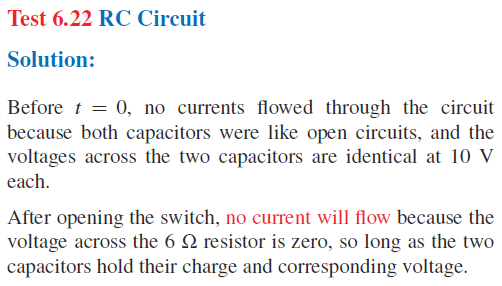 Test 6.22 RC Circuit
Solution:
Before t = 0, no currents flowed through the circuit
because both capacitors were like open circuits, and the
voltages across the two capacitors are identical at 10 V
each.
After opening the switch, no current will flow because the
voltage across the 6 Ω resistor is zero, so long as the two
capacitors hold their charge and corresponding voltage.